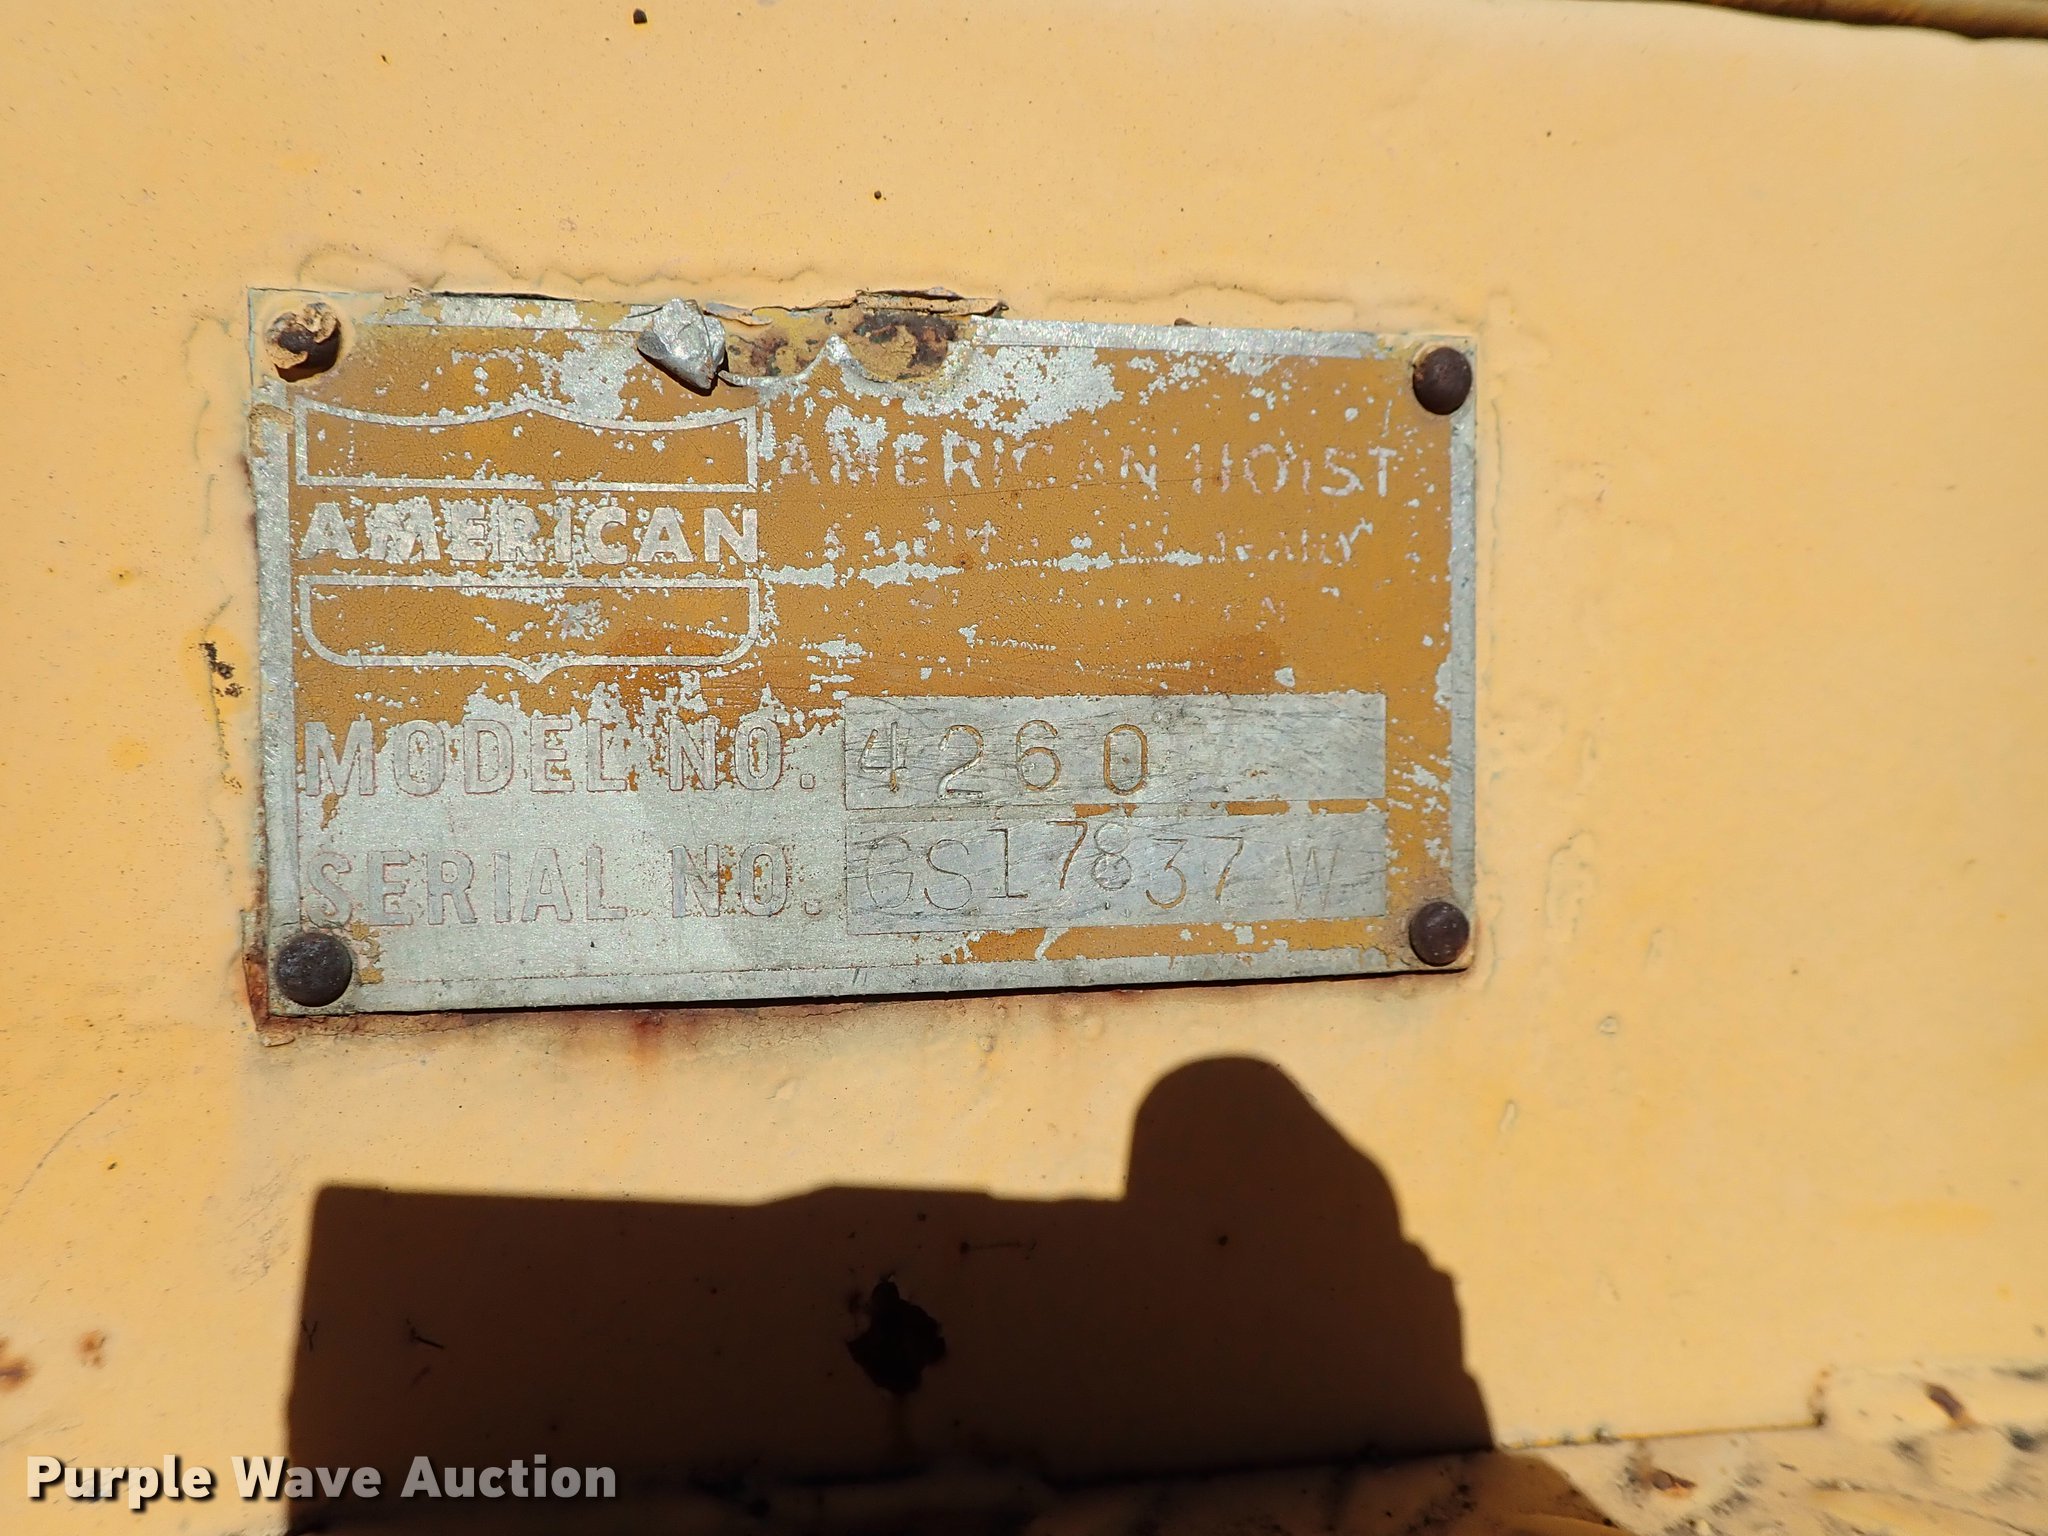 AMERICAN
AMERICAN HOIST
MODEL NO. 4260
SERIAL NO. GS17837 W
Purple Wave Auction